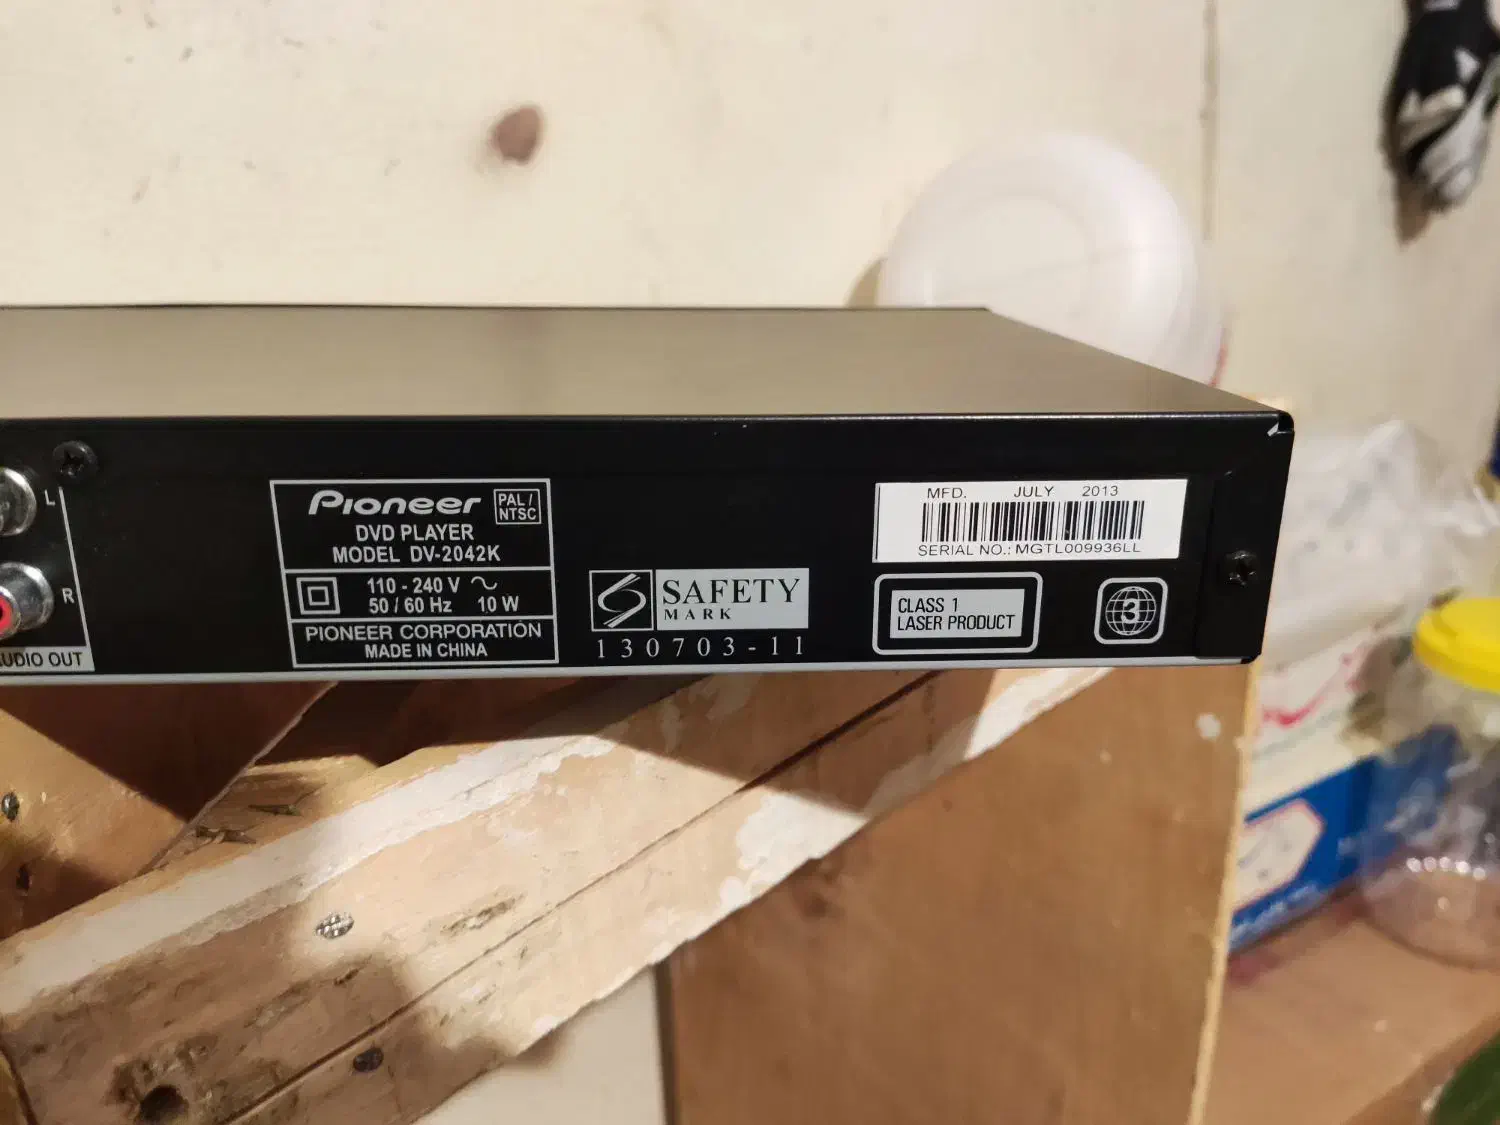 L
R
AUDIO OUT
Pioneer
PAL /
NTSC
DVD PLAYER
MODEL DV-2042K
110 - 240 V ~
50 / 60 Hz 10 W
PIONEER CORPORATION
MADE IN CHINA
SAFETY
MARK
130703-11
MFD. JULY 2013
SERIAL NO.: MGTL009936LL
CLASS 1
LASER PRODUCT
3